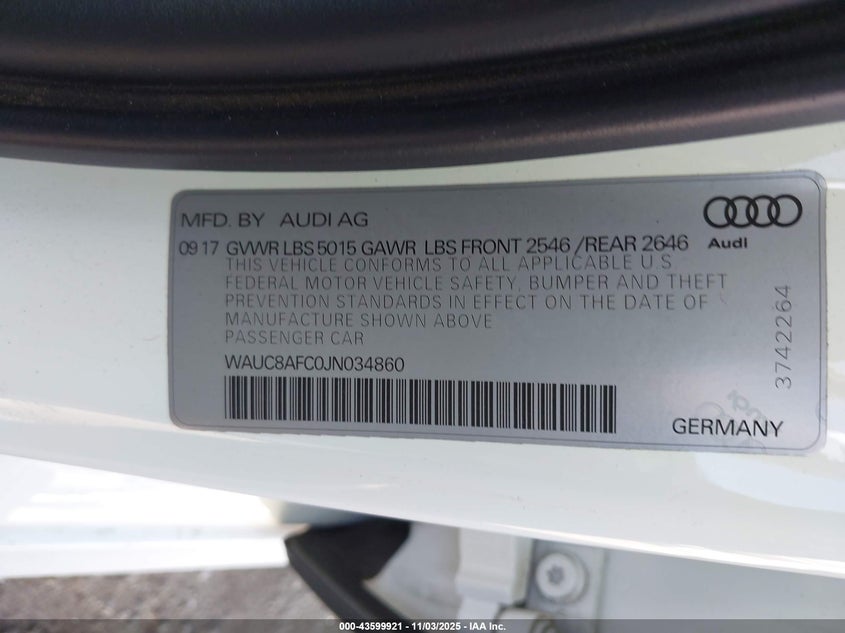 MFD. BY AUDI AG
09 17 GVWR LBS 5015 GAWR LBS FRONT 2546 /REAR 2646
Audi
THIS VEHICLE CONFORMS TO ALL APPLICABLE U.S
FEDERAL MOTOR VEHICLE SAFETY, BUMPER AND THEFT
PREVENTION STANDARDS IN EFFECT ON THE DATE OF
MANUFACTURE SHOWN ABOVE
PASSENGER CAR
WAUC8AFC0JN034860
3742264
GERMANY
000-43599921 - 11/03/2025 - IAA Inc.